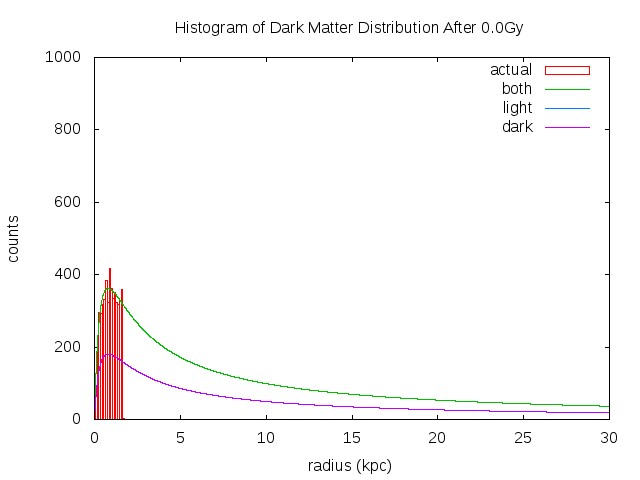 Histogram of Dark Matter Distribution After 0.0Gy
1000
800
600
400
200
0
counts
actual
both
light
dark
0 5 10 15 20 25 30
radius (kpc)